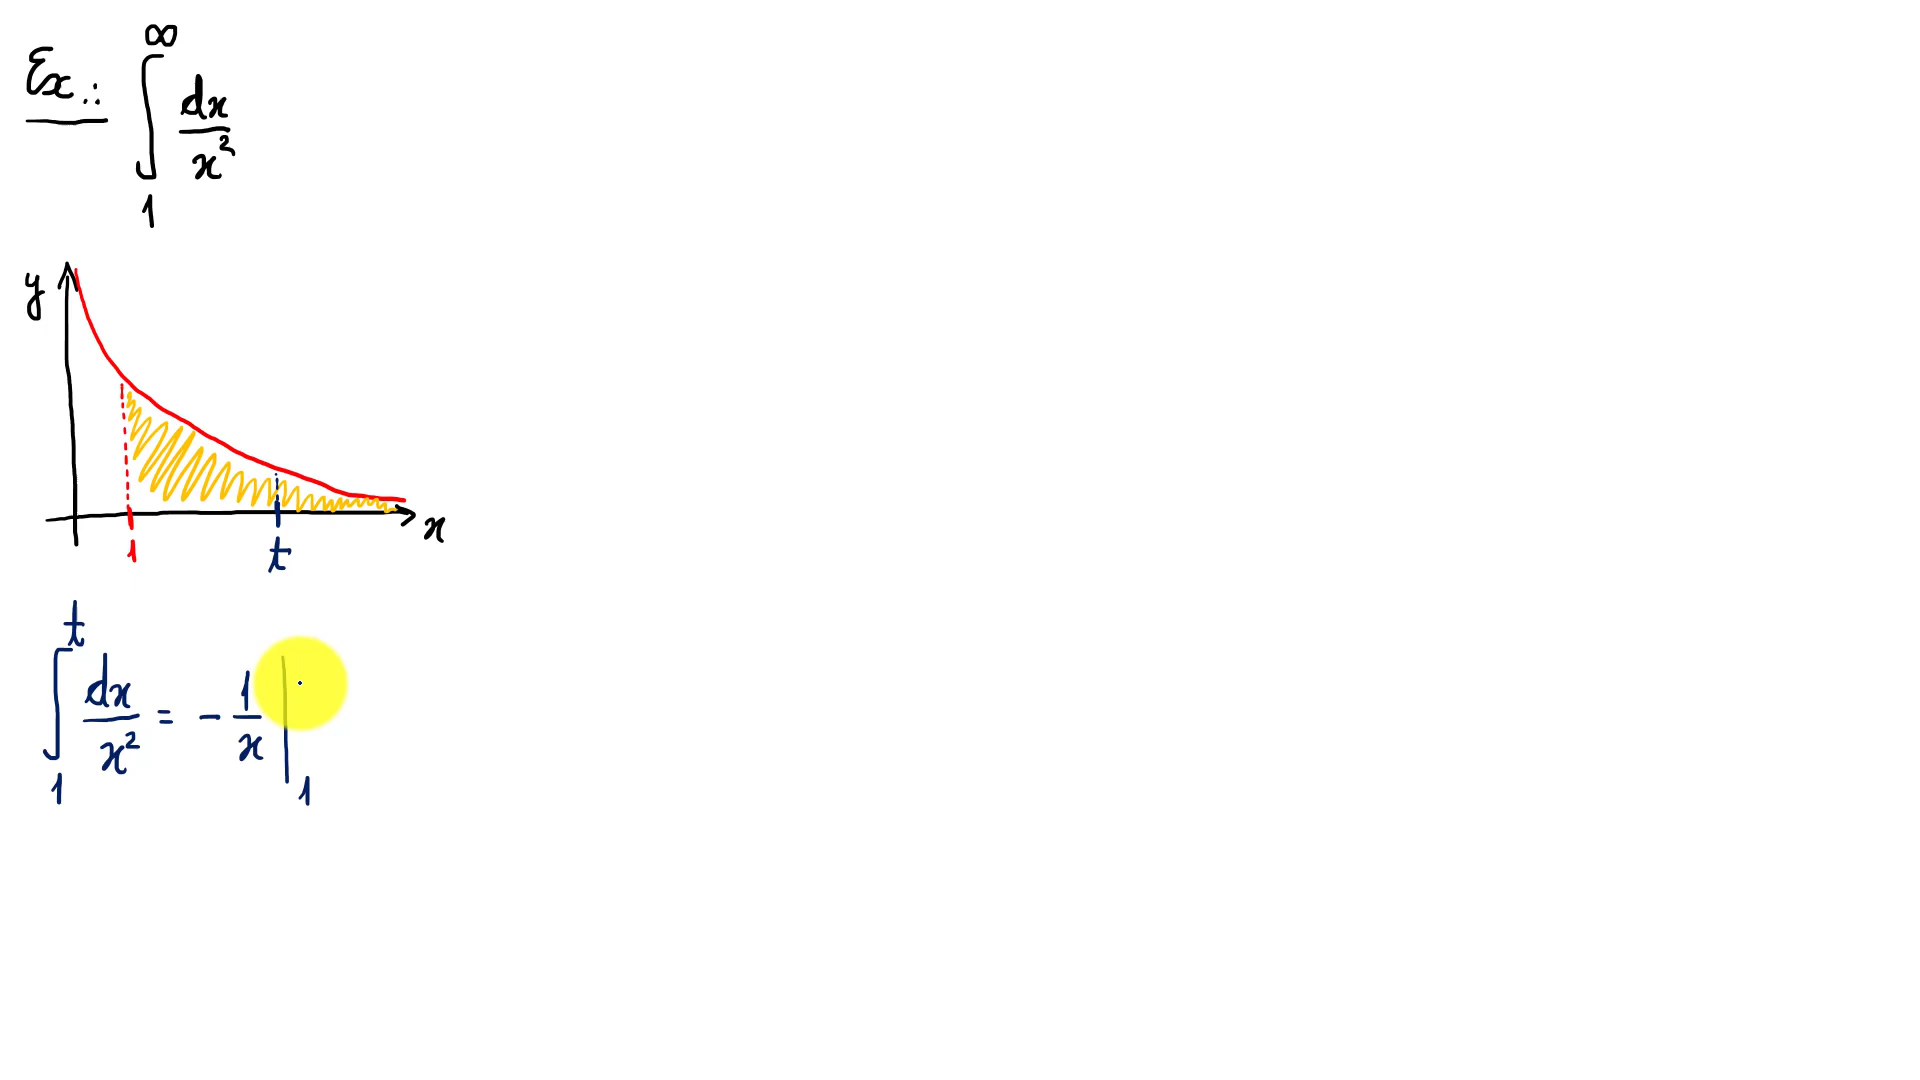 Ex.: ∫₁^∞ dx/x²
y
x
1 t
∫₁^t dx/x² = - 1/x |₁